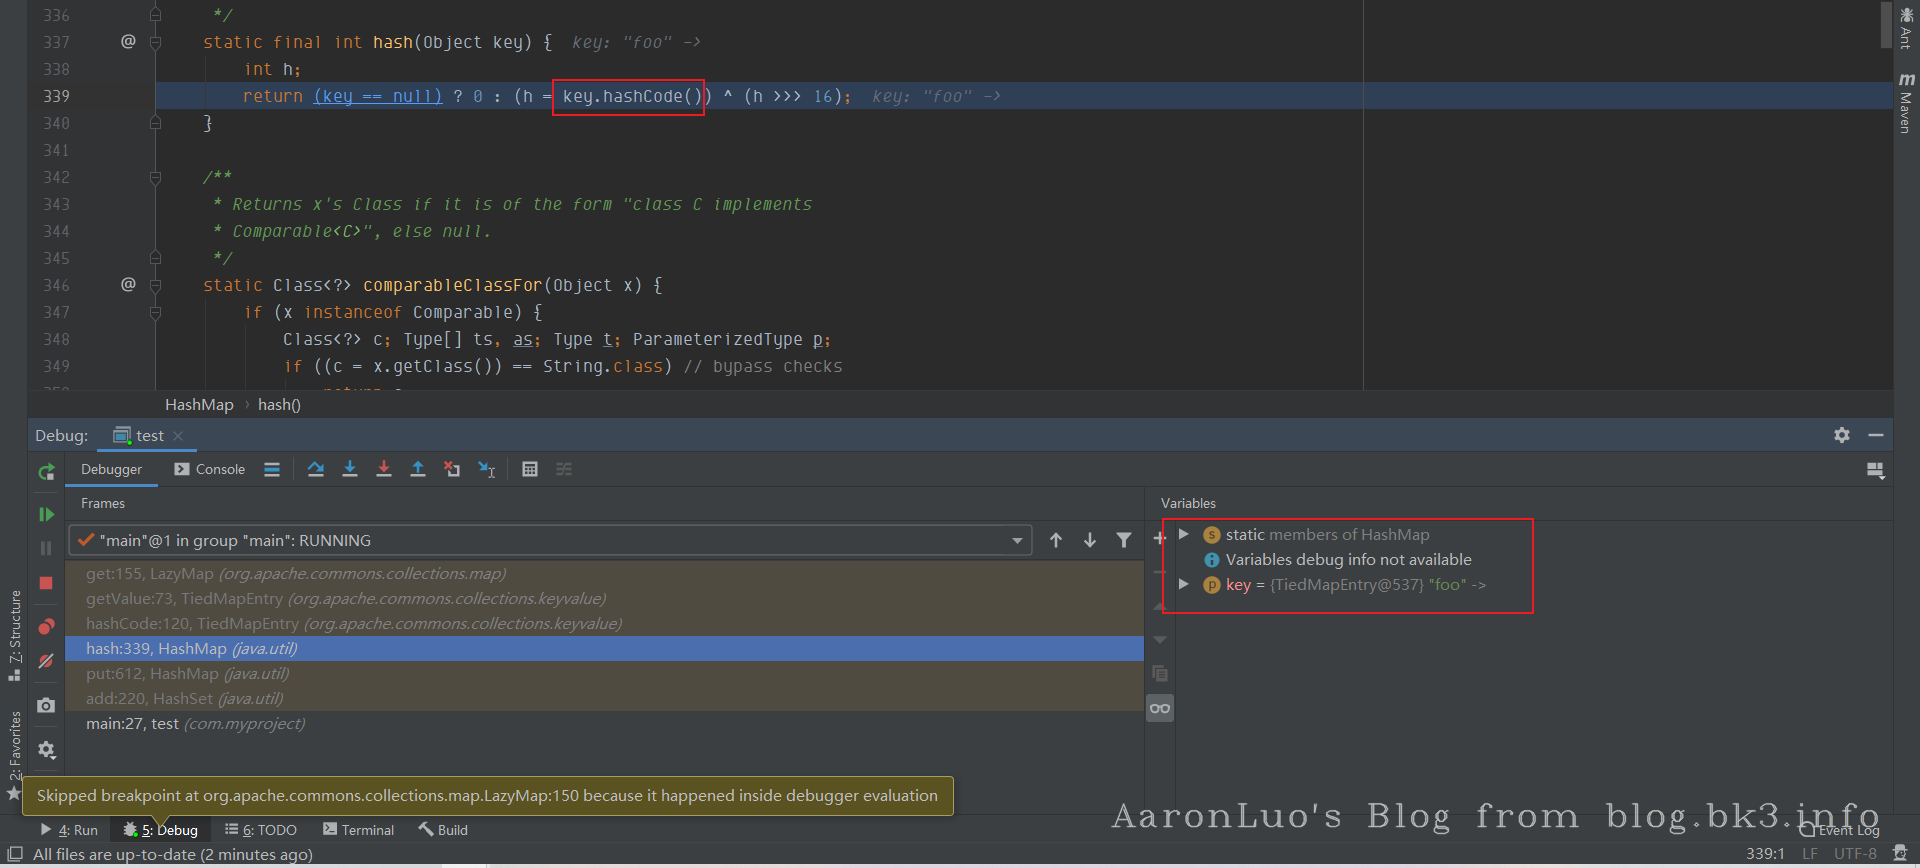 336 */
337 @ static final int hash(Object key) { key: "foo" ->
338 int h;
339 return (key == null) ? 0 : (h = key.hashCode()) ^ (h >>> 16); key: "foo" ->
340 }
341
342 /**
343 * Returns x's Class if it is of the form "class C implements
344 * Comparable<C>", else null.
345 */
346 @ static Class<?> comparableClassFor(Object x) {
347 if (x instanceof Comparable) {
348 Class<?> c; Type[] ts, as; Type t; ParameterizedType p;
349 if ((c = x.getClass()) == String.class) // bypass checks
Ant
Maven
HashMap › hash()
Debug: test
Debugger Console
Frames
Variables
"main"@1 in group "main": RUNNING
get:155, LazyMap (org.apache.commons.collections.map)
getValue:73, TiedMapEntry (org.apache.commons.collections.keyvalue)
hashCode:120, TiedMapEntry (org.apache.commons.collections.keyvalue)
hash:339, HashMap (java.util)
put:612, HashMap (java.util)
add:220, HashSet (java.util)
main:27, test (com.myproject)
static members of HashMap
Variables debug info not available
key = {TiedMapEntry@537} "foo" ->
Z: Structure
2: Favorites
Skipped breakpoint at org.apache.commons.collections.map.LazyMap:150 because it happened inside debugger evaluation
AaronLuo's Blog from blog.bk3.info
4: Run 5: Debug 6: TODO Terminal Build Event Log
All files are up-to-date (2 minutes ago) 339:1 LF UTF-8